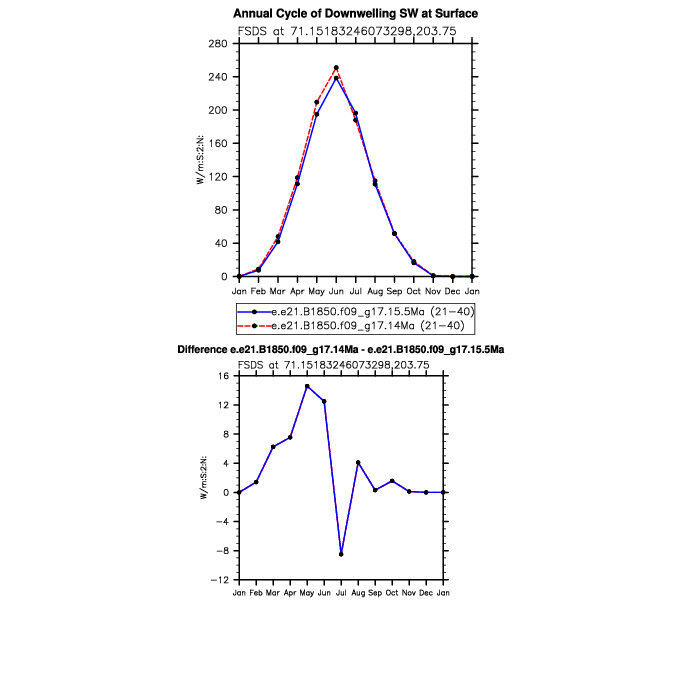 Annual Cycle of Downwelling SW at Surface
FSDS at 71.15183246073298,203.75
280
240
200
160
120
80
40
0
W/m:S:2:N:
Jan Feb Mar Apr May Jun Jul Aug Sep Oct Nov Dec Jan
e.e21.B1850.f09_g17.15.5Ma (21-40)
e.e21.B1850.f09_g17.14Ma (21-40)
Difference e.e21.B1850.f09_g17.14Ma - e.e21.B1850.f09_g17.15.5Ma
FSDS at 71.15183246073298,203.75
16
12
8
4
0
-4
-8
-12
W/m:S:2:N:
Jan Feb Mar Apr May Jun Jul Aug Sep Oct Nov Dec Jan